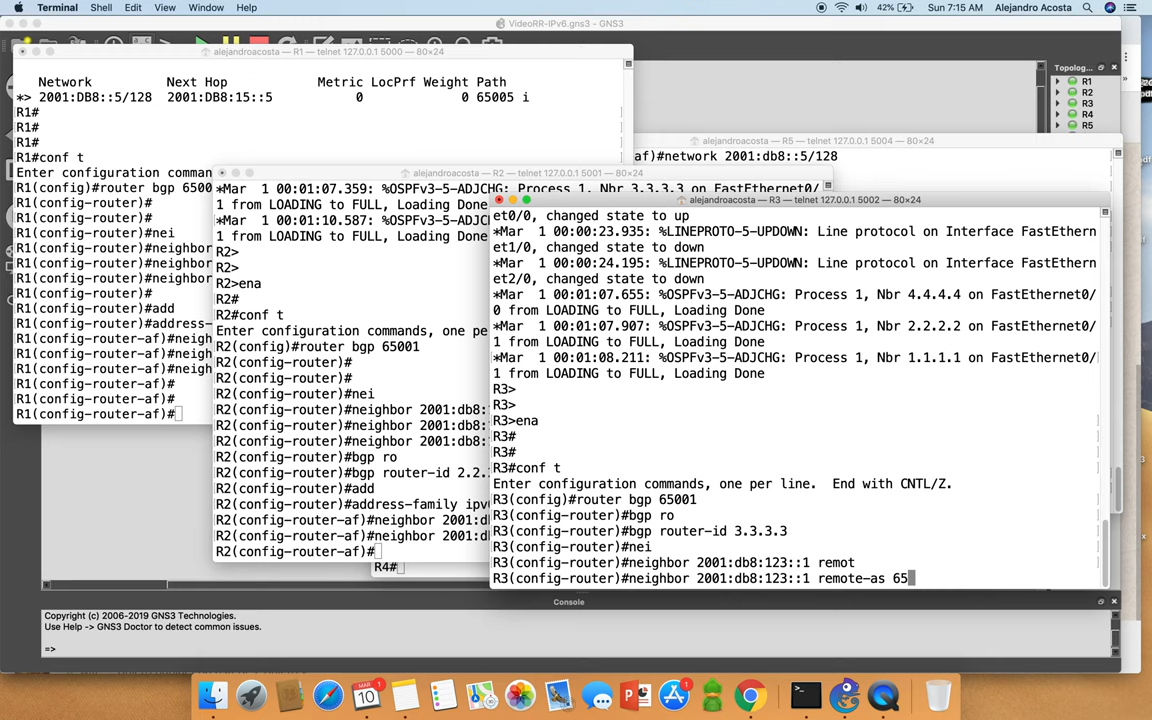 Terminal Shell Edit View Window Help 42% Sun 7:15 AM Alejandro Acosta
VideoRR-IPv6.gns3 — GNS3
alejandroacosta — R1 — telnet 127.0.0.1 5000 — 80×24
Network Next Hop Metric LocPrf Weight Path
*> 2001:DB8::5/128 2001:DB8:15::5 0 0 65005 i
R1#
R1#
R1#
R1#conf t
Enter configuration comman
R1(config)#router bgp 6500
R1(config-router)#
R1(config-router)#
R1(config-router)#nei
R1(config-router)#neighbor
R1(config-router)#neighbor
R1(config-router)#neighbor
R1(config-router)#
R1(config-router)#add
R1(config-router)#address-
R1(config-router-af)#neigh
R1(config-router-af)#neigh
R1(config-router-af)#neigh
R1(config-router-af)#
R1(config-router-af)#
R1(config-router-af)#
Topolog...
R1
R2
R3
R4
R5
alejandroacosta — R5 — telnet 127.0.0.1 5004 — 80×24
af)#network 2001:db8::5/128
alejandroacosta — R2 — telnet 127.0.0.1 5001 — 80×24
*Mar 1 00:01:07.359: %OSPFv3-5-ADJCHG: Process 1, Nbr 3.3.3.3 on FastEthernet0/
1 from LOADING to FULL, Loading Done
*Mar 1 00:01:10.587: %OSPFv3-5-ADJCHG:
1 from LOADING to FULL, Loading Done
R2>
R2>
R2>ena
R2#
R2#conf t
Enter configuration commands, one pe
R2(config)#router bgp 65001
R2(config-router)#
R2(config-router)#
R2(config-router)#nei
R2(config-router)#neighbor 2001:db8:
R2(config-router)#neighbor 2001:db8:
R2(config-router)#neighbor 2001:db8:
R2(config-router)#bgp ro
R2(config-router)#bgp router-id 2.2.
R2(config-router)#add
R2(config-router)#address-family ipv
R2(config-router-af)#neighbor 2001:d
R2(config-router-af)#neighbor 2001:d
R2(config-router-af)#
R4#
alejandroacosta — R3 — telnet 127.0.0.1 5002 — 80×24
et0/0, changed state to up
*Mar 1 00:00:23.935: %LINEPROTO-5-UPDOWN: Line protocol on Interface FastEthern
et1/0, changed state to down
*Mar 1 00:00:24.195: %LINEPROTO-5-UPDOWN: Line protocol on Interface FastEthern
et2/0, changed state to down
*Mar 1 00:01:07.655: %OSPFv3-5-ADJCHG: Process 1, Nbr 4.4.4.4 on FastEthernet0/
0 from LOADING to FULL, Loading Done
*Mar 1 00:01:07.907: %OSPFv3-5-ADJCHG: Process 1, Nbr 2.2.2.2 on FastEthernet0/
1 from LOADING to FULL, Loading Done
*Mar 1 00:01:08.211: %OSPFv3-5-ADJCHG: Process 1, Nbr 1.1.1.1 on FastEthernet0/
1 from LOADING to FULL, Loading Done
R3>
R3>
R3>ena
R3#
R3#
R3#conf t
Enter configuration commands, one per line. End with CNTL/Z.
R3(config)#router bgp 65001
R3(config-router)#bgp ro
R3(config-router)#bgp router-id 3.3.3.3
R3(config-router)#nei
R3(config-router)#neighbor 2001:db8:123::1 remot
R3(config-router)#neighbor 2001:db8:123::1 remote-as 65
Console
Copyright (c) 2006-2019 GNS3 Technologies.
Use Help -> GNS3 Doctor to detect common issues.
=>
MAR
10
1
1